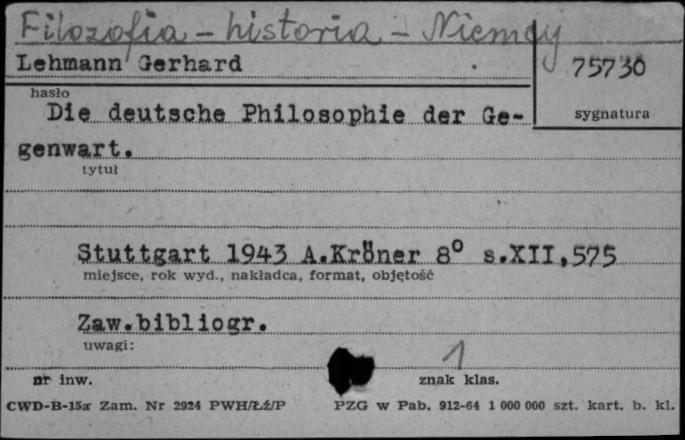 Filozofia - historia - Niemcy
Lehmann Gerhard
75730
hasło
sygnatura
Die deutsche Philosophie der Ge-
genwart.
tytuł
Stuttgart 1943 A.Kröner 8° s.XII,575
miejsce, rok wyd., nakładca, format, objętość
Zaw.bibliogr.
uwagi:
1
nr inw.
znak klas.
CWD-B-15a Zam. Nr 2924 PWH/Łź/P PZG w Pab. 912-64 1 000 000 szt. kart. b. kl.